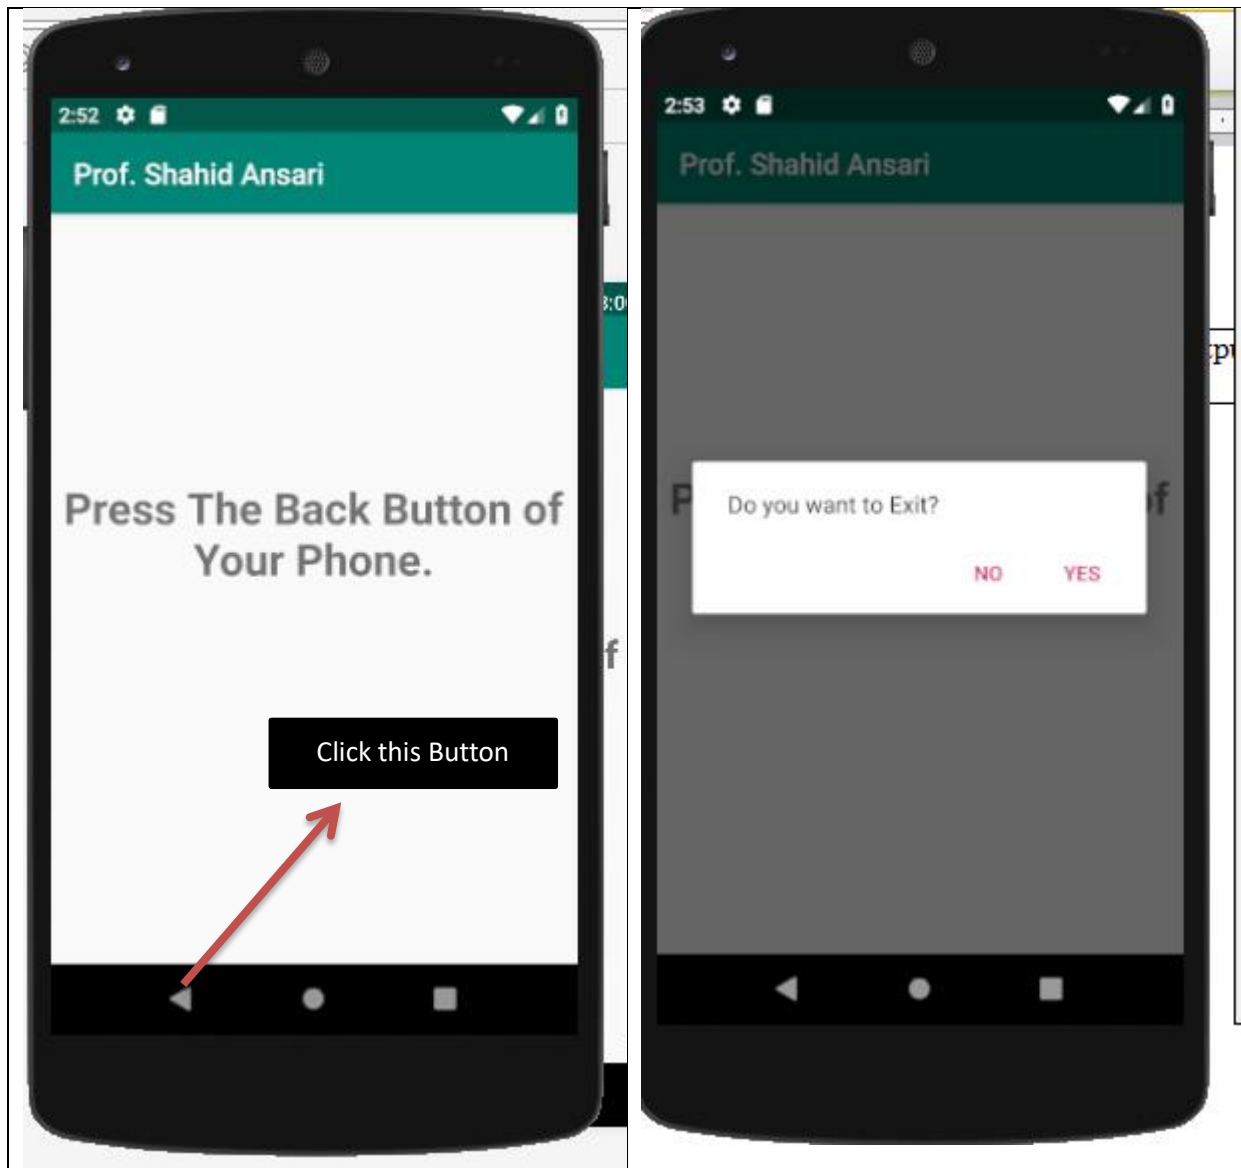 2:52
Prof. Shahid Ansari
Press The Back Button of
Your Phone.
Click this Button
f
2:53
Prof. Shahid Ansari
P
of
Do you want to Exit?
NO YES